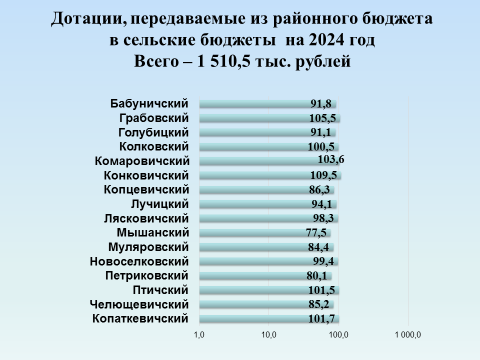 Дотации, передаваемые из районного бюджета
в сельские бюджеты на 2024 год
Всего – 1 510,5 тыс. рублей
Бабуничский 91,8
Грабовский 105,5
Голубицкий 91,1
Колковский 100,5
Комаровичский 103,6
Конковичский 109,5
Копцевичский 86,3
Лучицкий 94,1
Лясковичский 98,3
Мышанский 77,5
Муляровский 84,4
Новоселковский 99,4
Петриковский 80,1
Птичский 101,5
Челющевичский 85,2
Копаткевичский 101,7
1,0 10,0 100,0 1 000,0